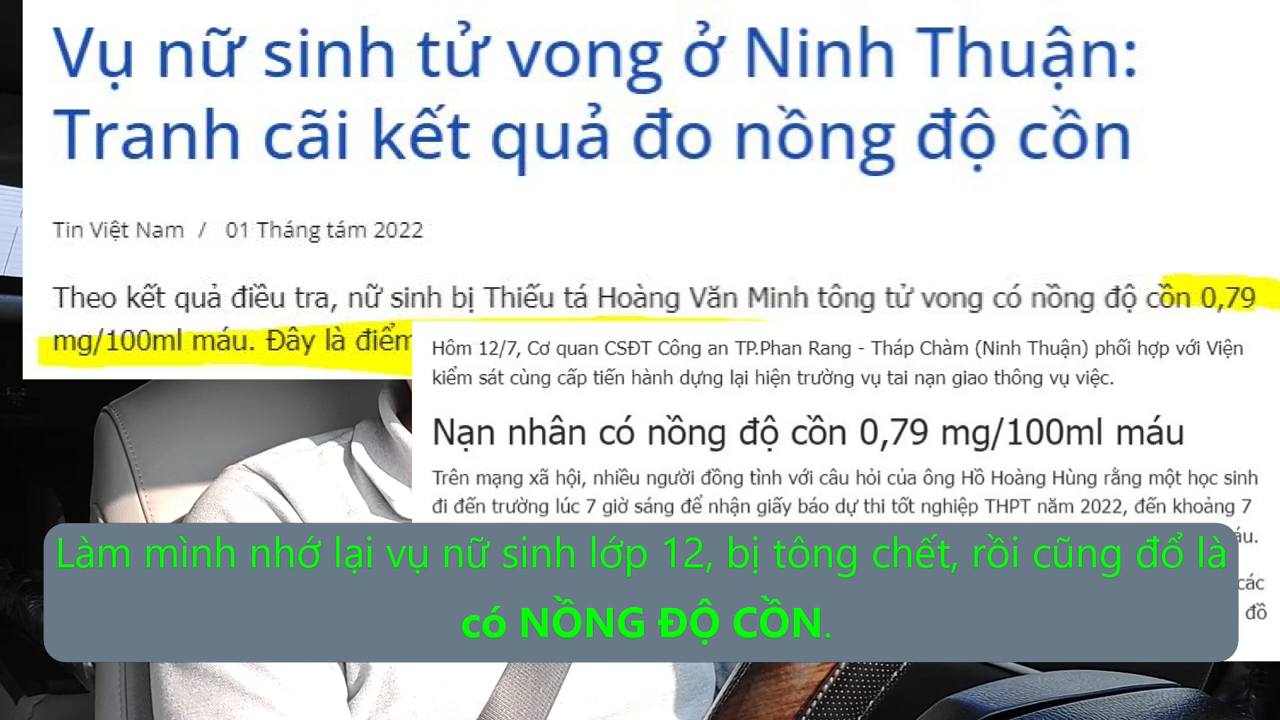 Vụ nữ sinh tử vong ở Ninh Thuận:
Tranh cãi kết quả đo nồng độ cồn
Tin Việt Nam / 01 Tháng tám 2022
Theo kết quả điều tra, nữ sinh bị Thiếu tá Hoàng Văn Minh tông tử vong có nồng độ cồn 0,79
mg/100ml máu. Đây là điểm
Hôm 12/7, Cơ quan CSĐT Công an TP.Phan Rang - Tháp Chàm (Ninh Thuận) phối hợp với Viện
kiểm sát cùng cấp tiến hành dựng lại hiện trường vụ tai nạn giao thông vụ việc.
Nạn nhân có nồng độ cồn 0,79 mg/100ml máu
Trên mạng xã hội, nhiều người đồng tình với câu hỏi của ông Hồ Hoàng Hùng rằng một học sinh
đi đến trường lúc 7 giờ sáng để nhận giấy báo dự thi tốt nghiệp THPT năm 2022, đến khoảng 7
áu.
các
đồ
Làm mình nhớ lại vụ nữ sinh lớp 12, bị tông chết, rồi cũng đổ là
có NỒNG ĐỘ CỒN.